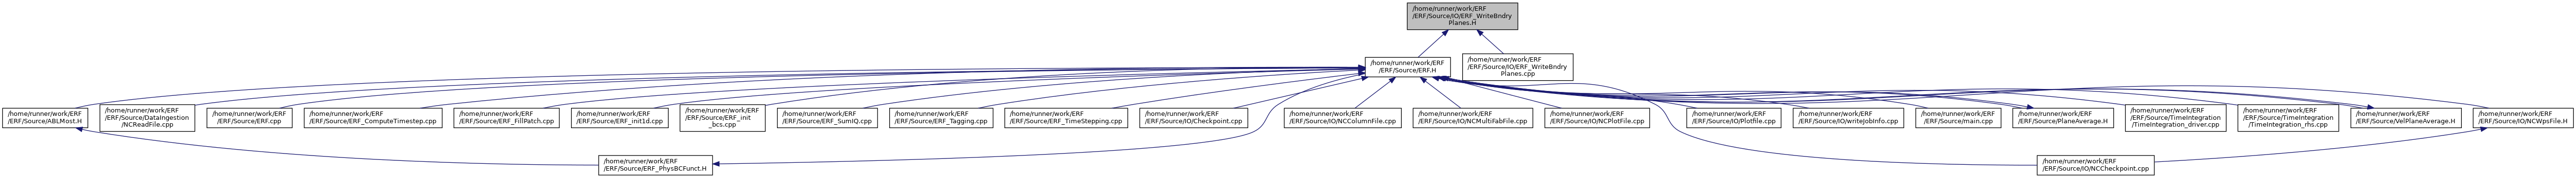 /home/runner/work/ERF
/ERF/Source/IO/ERF_WriteBndry
Planes.H
/home/runner/work/ERF
/ERF/Source/ERF.H
/home/runner/work/ERF
/ERF/Source/IO/ERF_WriteBndry
Planes.cpp
/home/runner/work/ERF
/ERF/Source/ABLMost.H
/home/runner/work/ERF
/ERF/Source/DataIngestion
/NCReadFile.cpp
/home/runner/work/ERF
/ERF/Source/ERF.cpp
/home/runner/work/ERF
/ERF/Source/ERF_ComputeTimestep.cpp
/home/runner/work/ERF
/ERF/Source/ERF_FillPatch.cpp
/home/runner/work/ERF
/ERF/Source/ERF_init1d.cpp
/home/runner/work/ERF
/ERF/Source/ERF_init
_bcs.cpp
/home/runner/work/ERF
/ERF/Source/ERF_SumIQ.cpp
/home/runner/work/ERF
/ERF/Source/ERF_Tagging.cpp
/home/runner/work/ERF
/ERF/Source/ERF_TimeStepping.cpp
/home/runner/work/ERF
/ERF/Source/IO/Checkpoint.cpp
/home/runner/work/ERF
/ERF/Source/IO/NCColumnFile.cpp
/home/runner/work/ERF
/ERF/Source/IO/NCMultiFabFile.cpp
/home/runner/work/ERF
/ERF/Source/IO/NCPlotFile.cpp
/home/runner/work/ERF
/ERF/Source/IO/Plotfile.cpp
/home/runner/work/ERF
/ERF/Source/IO/writeJobInfo.cpp
/home/runner/work/ERF
/ERF/Source/main.cpp
/home/runner/work/ERF
/ERF/Source/PlaneAverage.H
/home/runner/work/ERF
/ERF/Source/TimeIntegration
/TimeIntegration_driver.cpp
/home/runner/work/ERF
/ERF/Source/TimeIntegration
/TimeIntegration_rhs.cpp
/home/runner/work/ERF
/ERF/Source/VelPlaneAverage.H
/home/runner/work/ERF
/ERF/Source/IO/NCWpsFile.H
/home/runner/work/ERF
/ERF/Source/ERF_PhysBCFunct.H
/home/runner/work/ERF
/ERF/Source/IO/NCCheckpoint.cpp